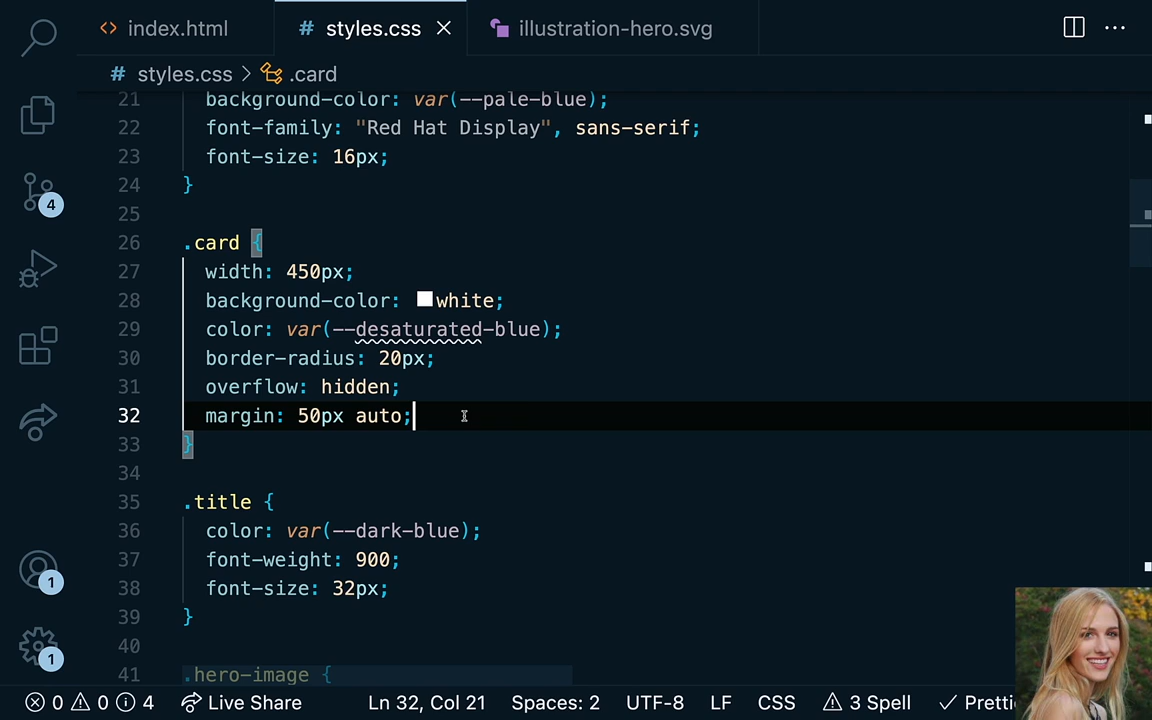 index.html
# styles.css
illustration-hero.svg
# styles.css > .card
21 background-color: var(--pale-blue);
22 font-family: "Red Hat Display", sans-serif;
23 font-size: 16px;
24 }
25
26 .card {
27 width: 450px;
28 background-color: white;
29 color: var(--desaturated-blue);
30 border-radius: 20px;
31 overflow: hidden;
32 margin: 50px auto;
33 }
34
35 .title {
36 color: var(--dark-blue);
37 font-weight: 900;
38 font-size: 32px;
39 }
40
41 .hero-image {
4
1
1
0 0 4 Live Share Ln 32, Col 21 Spaces: 2 UTF-8 LF CSS 3 Spell Pretti